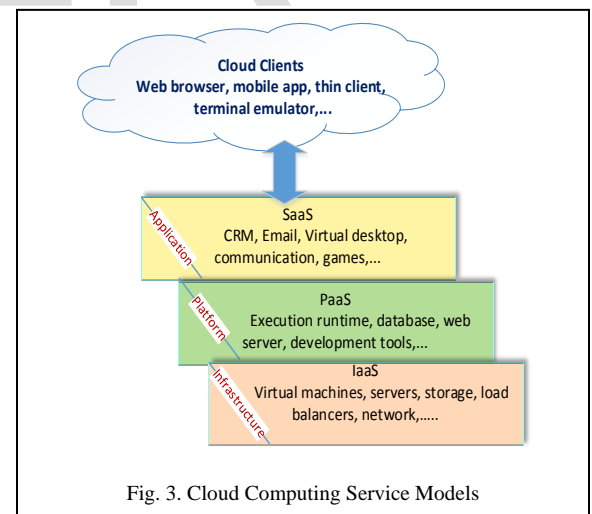 Cloud Clients
Web browser, mobile app, thin client,
terminal emulator,...
SaaS
CRM, Email, Virtual desktop,
communication, games,...
Application
PaaS
Execution runtime, database, web
server, development tools,...
Platform
IaaS
Virtual machines, servers, storage, load
balancers, network,.....
Infrastructure
Fig. 3. Cloud Computing Service Models